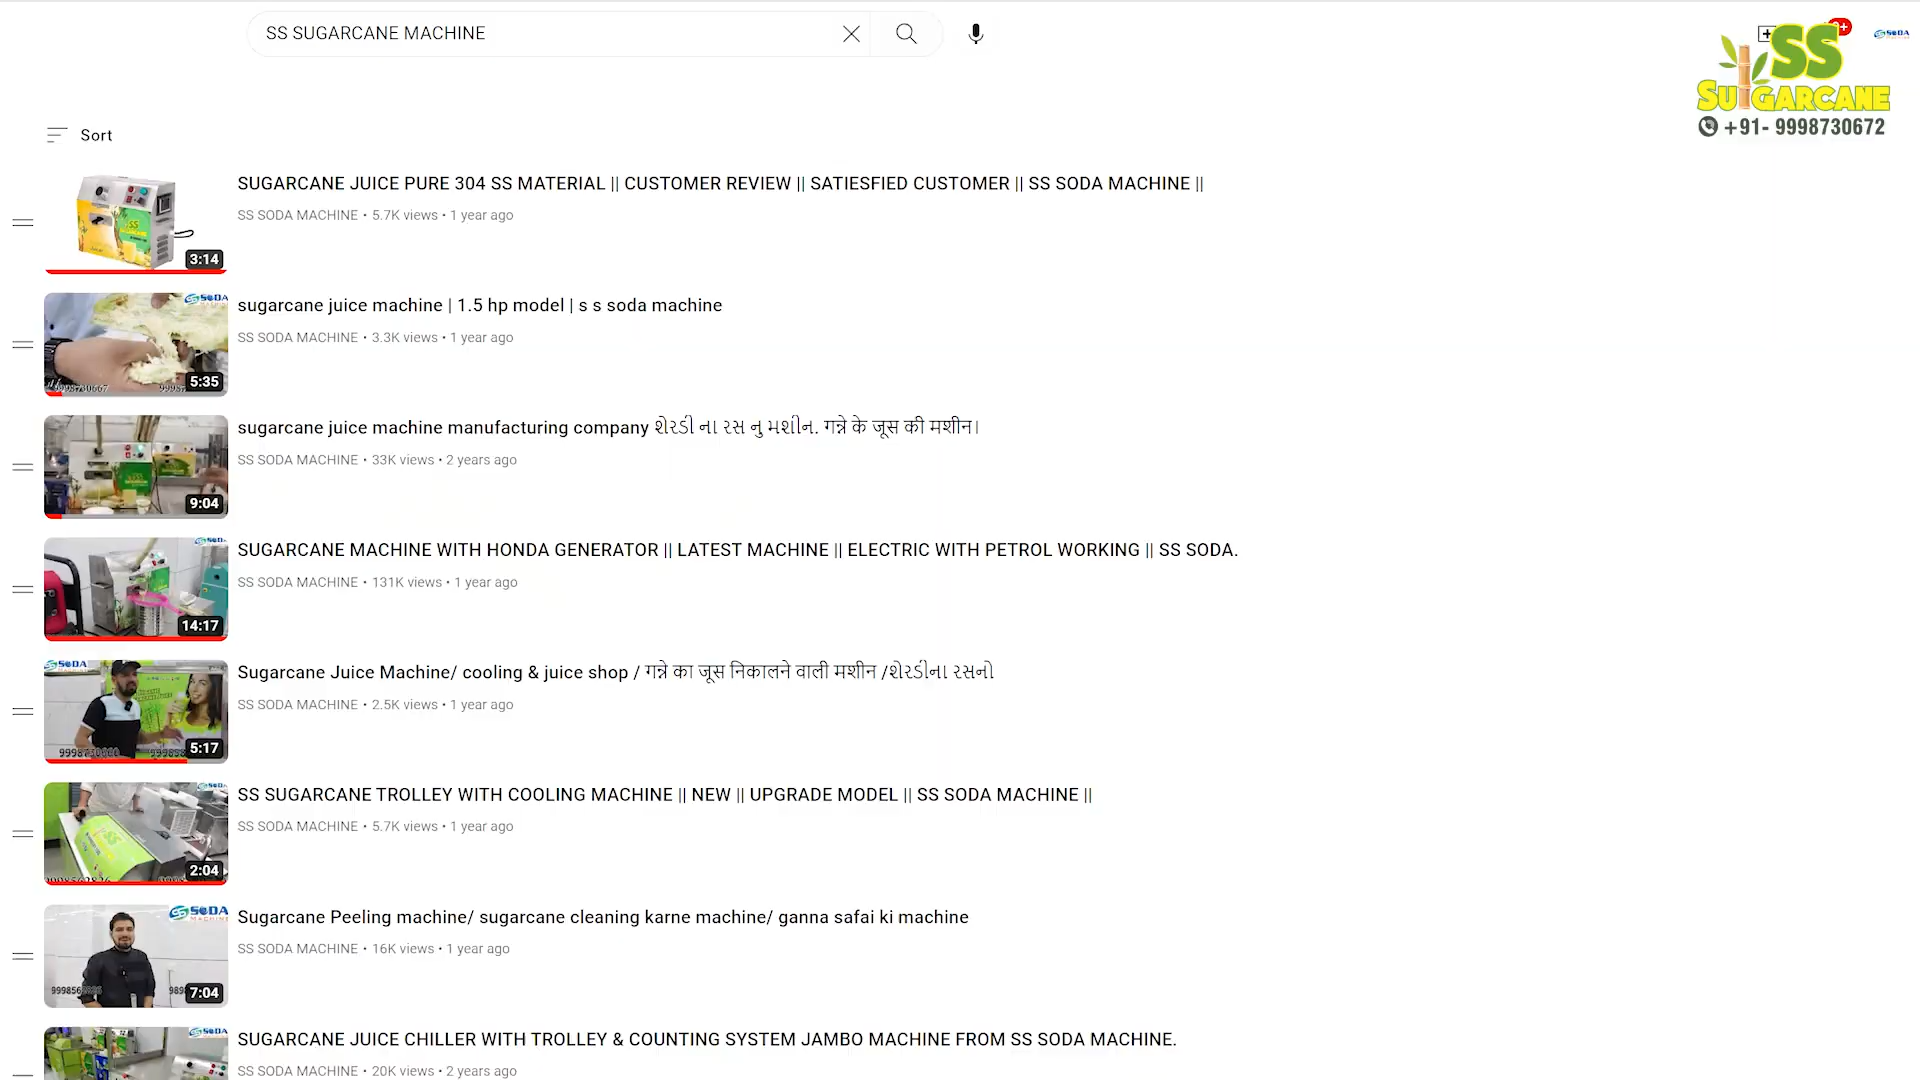 SS SUGARCANE MACHINE
SS
SUGARCANE
+91- 9998730672
SODA
Sort
SUGARCANE JUICE PURE 304 SS MATERIAL || CUSTOMER REVIEW || SATIESFIED CUSTOMER || SS SODA MACHINE ||
SS SODA MACHINE • 5.7K views • 1 year ago
3:14
sugarcane juice machine | 1.5 hp model | s s soda machine
SS SODA MACHINE • 3.3K views • 1 year ago
5:35
sugarcane juice machine manufacturing company શેરડી ના રસ નુ મશીન. गन्ने के जूस की मशीन।
SS SODA MACHINE • 33K views • 2 years ago
9:04
SUGARCANE MACHINE WITH HONDA GENERATOR || LATEST MACHINE || ELECTRIC WITH PETROL WORKING || SS SODA.
SS SODA MACHINE • 131K views • 1 year ago
14:17
Sugarcane Juice Machine/ cooling & juice shop / गन्ने का जूस निकालने वाली मशीन /શેરડીના રસનો
SS SODA MACHINE • 2.5K views • 1 year ago
5:17
SS SUGARCANE TROLLEY WITH COOLING MACHINE || NEW || UPGRADE MODEL || SS SODA MACHINE ||
SS SODA MACHINE • 5.7K views • 1 year ago
2:04
Sugarcane Peeling machine/ sugarcane cleaning karne machine/ ganna safai ki machine
SS SODA MACHINE • 16K views • 1 year ago
7:04
SUGARCANE JUICE CHILLER WITH TROLLEY & COUNTING SYSTEM JAMBO MACHINE FROM SS SODA MACHINE.
SS SODA MACHINE • 20K views • 2 years ago